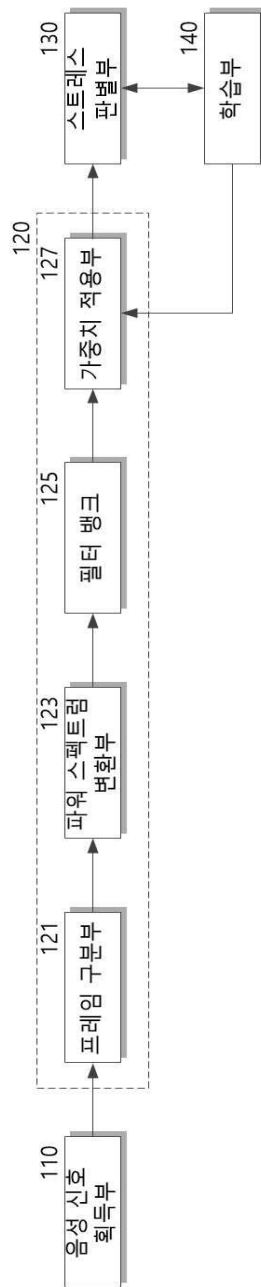 110
음성 신호
획득부
120
121
프레임 구분부
123
파워 스펙트럼
변환부
125
필터 뱅크
127
가중치 적용부
130
스트레스
판별부
140
학습부